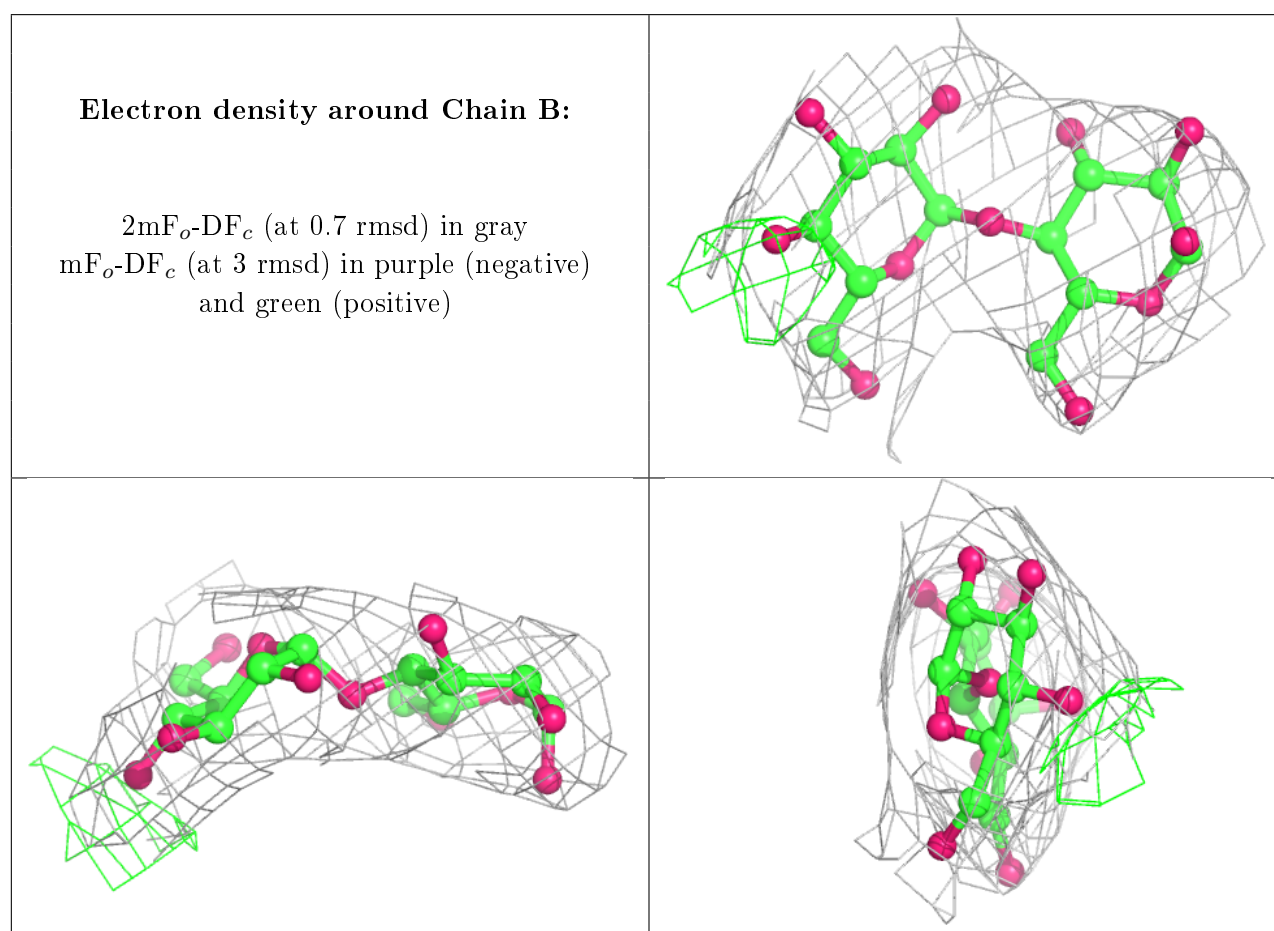 Electron density around Chain B:
2mFₒ-DF𝒸 (at 0.7 rmsd) in gray
mFₒ-DF𝒸 (at 3 rmsd) in purple (negative)
and green (positive)